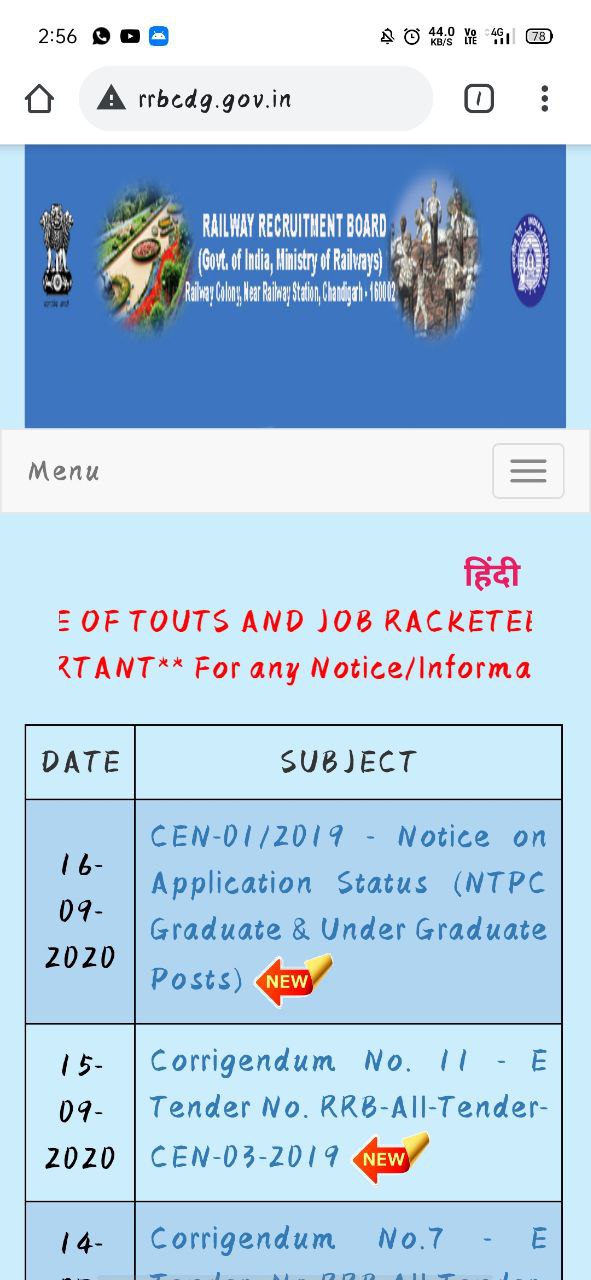 2:56
44.0 KB/S Vo LTE 4G 78
rrbcdg.gov.in 1
RAILWAY RECRUITMENT BOARD
(Govt. of India, Ministry of Railways)
Railway Colony, Near Railway Station, Chandigarh - 160002
Menu
हिंदी
E OF TOUTS AND JOB RACKETEE
RTANT** For any Notice/Informa
DATE SUBJECT
16-
09-
2020
CEN-01/2019 - Notice on
Application Status (NTPC
Graduate & Under Graduate
Posts) NEW
15-
09-
2020
Corrigendum No. 11 - E
Tender No. RRB-All-Tender-
CEN-03-2019 NEW
14-
Corrigendum No.7 - E